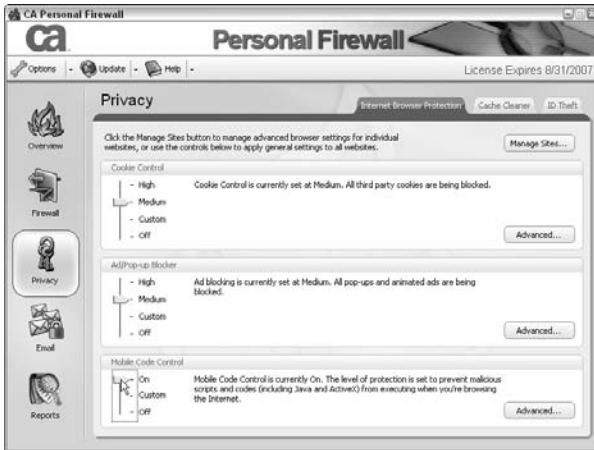 CA Personal Firewall
ca
Personal Firewall
Options
Update
Help
License Expires 8/31/2007
Overview
Firewall
Privacy
Email
Reports
Privacy
Internet Browser Protection
Cache Cleaner
ID Theft
Click the Manage Sites button to manage advanced browser settings for individual
websites, or use the controls below to apply general settings to all websites.
Manage Sites...
Cookie Control
High
Medium
Custom
Off
Cookie Control is currently set at Medium. All third party cookies are being blocked.
Advanced...
Ad/Pop-up Blocker
High
Medium
Custom
Off
Ad blocking is currently set at Medium. All pop-ups and animated ads are being
blocked.
Advanced...
Mobile Code Control
On
Custom
Off
Mobile Code Control is currently On. The level of protection is set to prevent malicious
scripts and codes (including Java and ActiveX) from executing when you're browsing
the Internet.
Advanced...